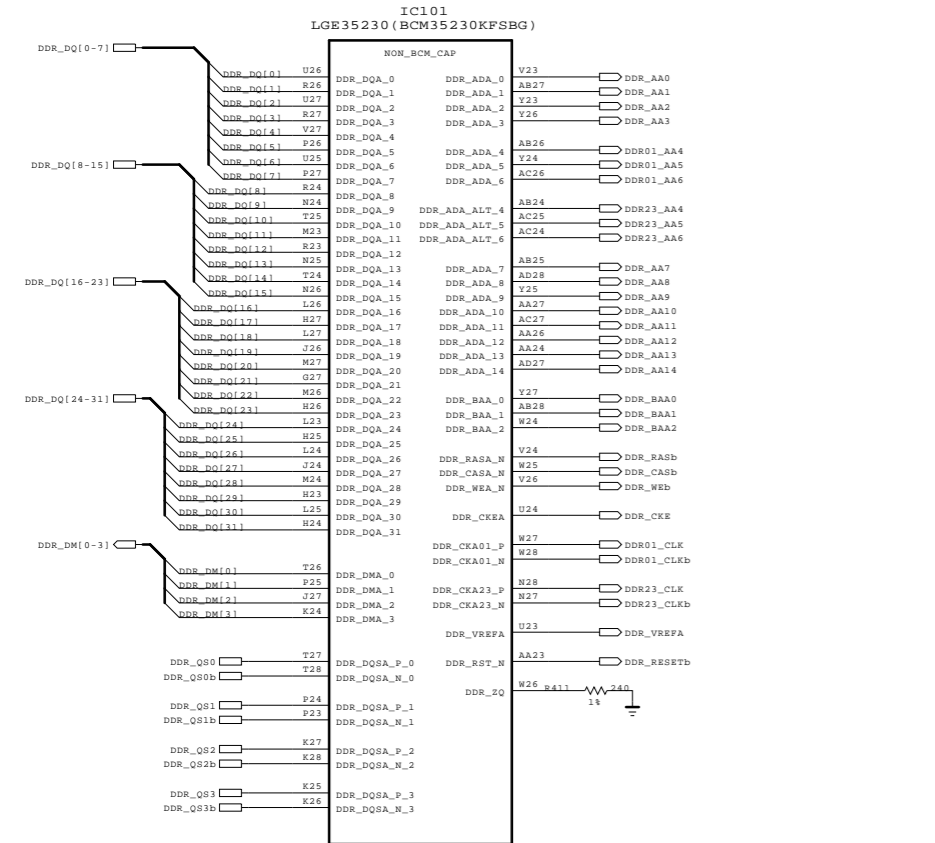 IC101
LGE35230(BCM35230KFSBG)
NON_BCM_CAP
DDR_DQ[0-7]
DDR_DQ[0] U26 DDR_DQA_0
DDR_DQ[1] R26 DDR_DQA_1
DDR_DQ[2] U27 DDR_DQA_2
DDR_DQ[3] R27 DDR_DQA_3
DDR_DQ[4] V27 DDR_DQA_4
DDR_DQ[5] P26 DDR_DQA_5
DDR_DQ[6] U25 DDR_DQA_6
DDR_DQ[7] P27 DDR_DQA_7
DDR_DQ[8-15]
DDR_DQ[8] R24 DDR_DQA_8
DDR_DQ[9] N24 DDR_DQA_9
DDR_DQ[10] T25 DDR_DQA_10
DDR_DQ[11] M23 DDR_DQA_11
DDR_DQ[12] R23 DDR_DQA_12
DDR_DQ[13] N25 DDR_DQA_13
DDR_DQ[14] T24 DDR_DQA_14
DDR_DQ[15] N26 DDR_DQA_15
DDR_DQ[16-23]
DDR_DQ[16] L26 DDR_DQA_16
DDR_DQ[17] H27 DDR_DQA_17
DDR_DQ[18] L27 DDR_DQA_18
DDR_DQ[19] J26 DDR_DQA_19
DDR_DQ[20] M27 DDR_DQA_20
DDR_DQ[21] G27 DDR_DQA_21
DDR_DQ[22] M26 DDR_DQA_22
DDR_DQ[23] H26 DDR_DQA_23
DDR_DQ[24-31]
DDR_DQ[24] L23 DDR_DQA_24
DDR_DQ[25] H25 DDR_DQA_25
DDR_DQ[26] L24 DDR_DQA_26
DDR_DQ[27] J24 DDR_DQA_27
DDR_DQ[28] M24 DDR_DQA_28
DDR_DQ[29] H23 DDR_DQA_29
DDR_DQ[30] L25 DDR_DQA_30
DDR_DQ[31] H24 DDR_DQA_31
DDR_DM[0-3]
DDR_DM[0] T26 DDR_DMA_0
DDR_DM[1] P25 DDR_DMA_1
DDR_DM[2] J27 DDR_DMA_2
DDR_DM[3] K24 DDR_DMA_3
DDR_QS0 T27 DDR_DQSA_P_0
DDR_QS0b T28 DDR_DQSA_N_0
DDR_QS1 P24 DDR_DQSA_P_1
DDR_QS1b P23 DDR_DQSA_N_1
DDR_QS2 K27 DDR_DQSA_P_2
DDR_QS2b K28 DDR_DQSA_N_2
DDR_QS3 K25 DDR_DQSA_P_3
DDR_QS3b K26 DDR_DQSA_N_3
DDR_ADA_0 V23 DDR_AA0
DDR_ADA_1 AB27 DDR_AA1
DDR_ADA_2 Y23 DDR_AA2
DDR_ADA_3 Y26 DDR_AA3
DDR_ADA_4 AB26 DDR01_AA4
DDR_ADA_5 Y24 DDR01_AA5
DDR_ADA_6 AC26 DDR01_AA6
DDR_ADA_ALT_4 AB24 DDR23_AA4
DDR_ADA_ALT_5 AC25 DDR23_AA5
DDR_ADA_ALT_6 AC24 DDR23_AA6
DDR_ADA_7 AB25 DDR_AA7
DDR_ADA_8 AD28 DDR_AA8
DDR_ADA_9 Y25 DDR_AA9
DDR_ADA_10 AA27 DDR_AA10
DDR_ADA_11 AC27 DDR_AA11
DDR_ADA_12 AA26 DDR_AA12
DDR_ADA_13 AA24 DDR_AA13
DDR_ADA_14 AD27 DDR_AA14
DDR_BAA_0 Y27 DDR_BAA0
DDR_BAA_1 AB28 DDR_BAA1
DDR_BAA_2 W24 DDR_BAA2
DDR_RASA_N V24 DDR_RASb
DDR_CASA_N W25 DDR_CASb
DDR_WEA_N V26 DDR_WEb
DDR_CKEA U24 DDR_CKE
DDR_CKA01_P W27 DDR01_CLK
DDR_CKA01_N W28 DDR01_CLKb
DDR_CKA23_P N28 DDR23_CLK
DDR_CKA23_N N27 DDR23_CLKb
DDR_VREFA U23 DDR_VREFA
DDR_RST_N AA23 DDR_RESETb
DDR_ZQ W26 R411 240
1%